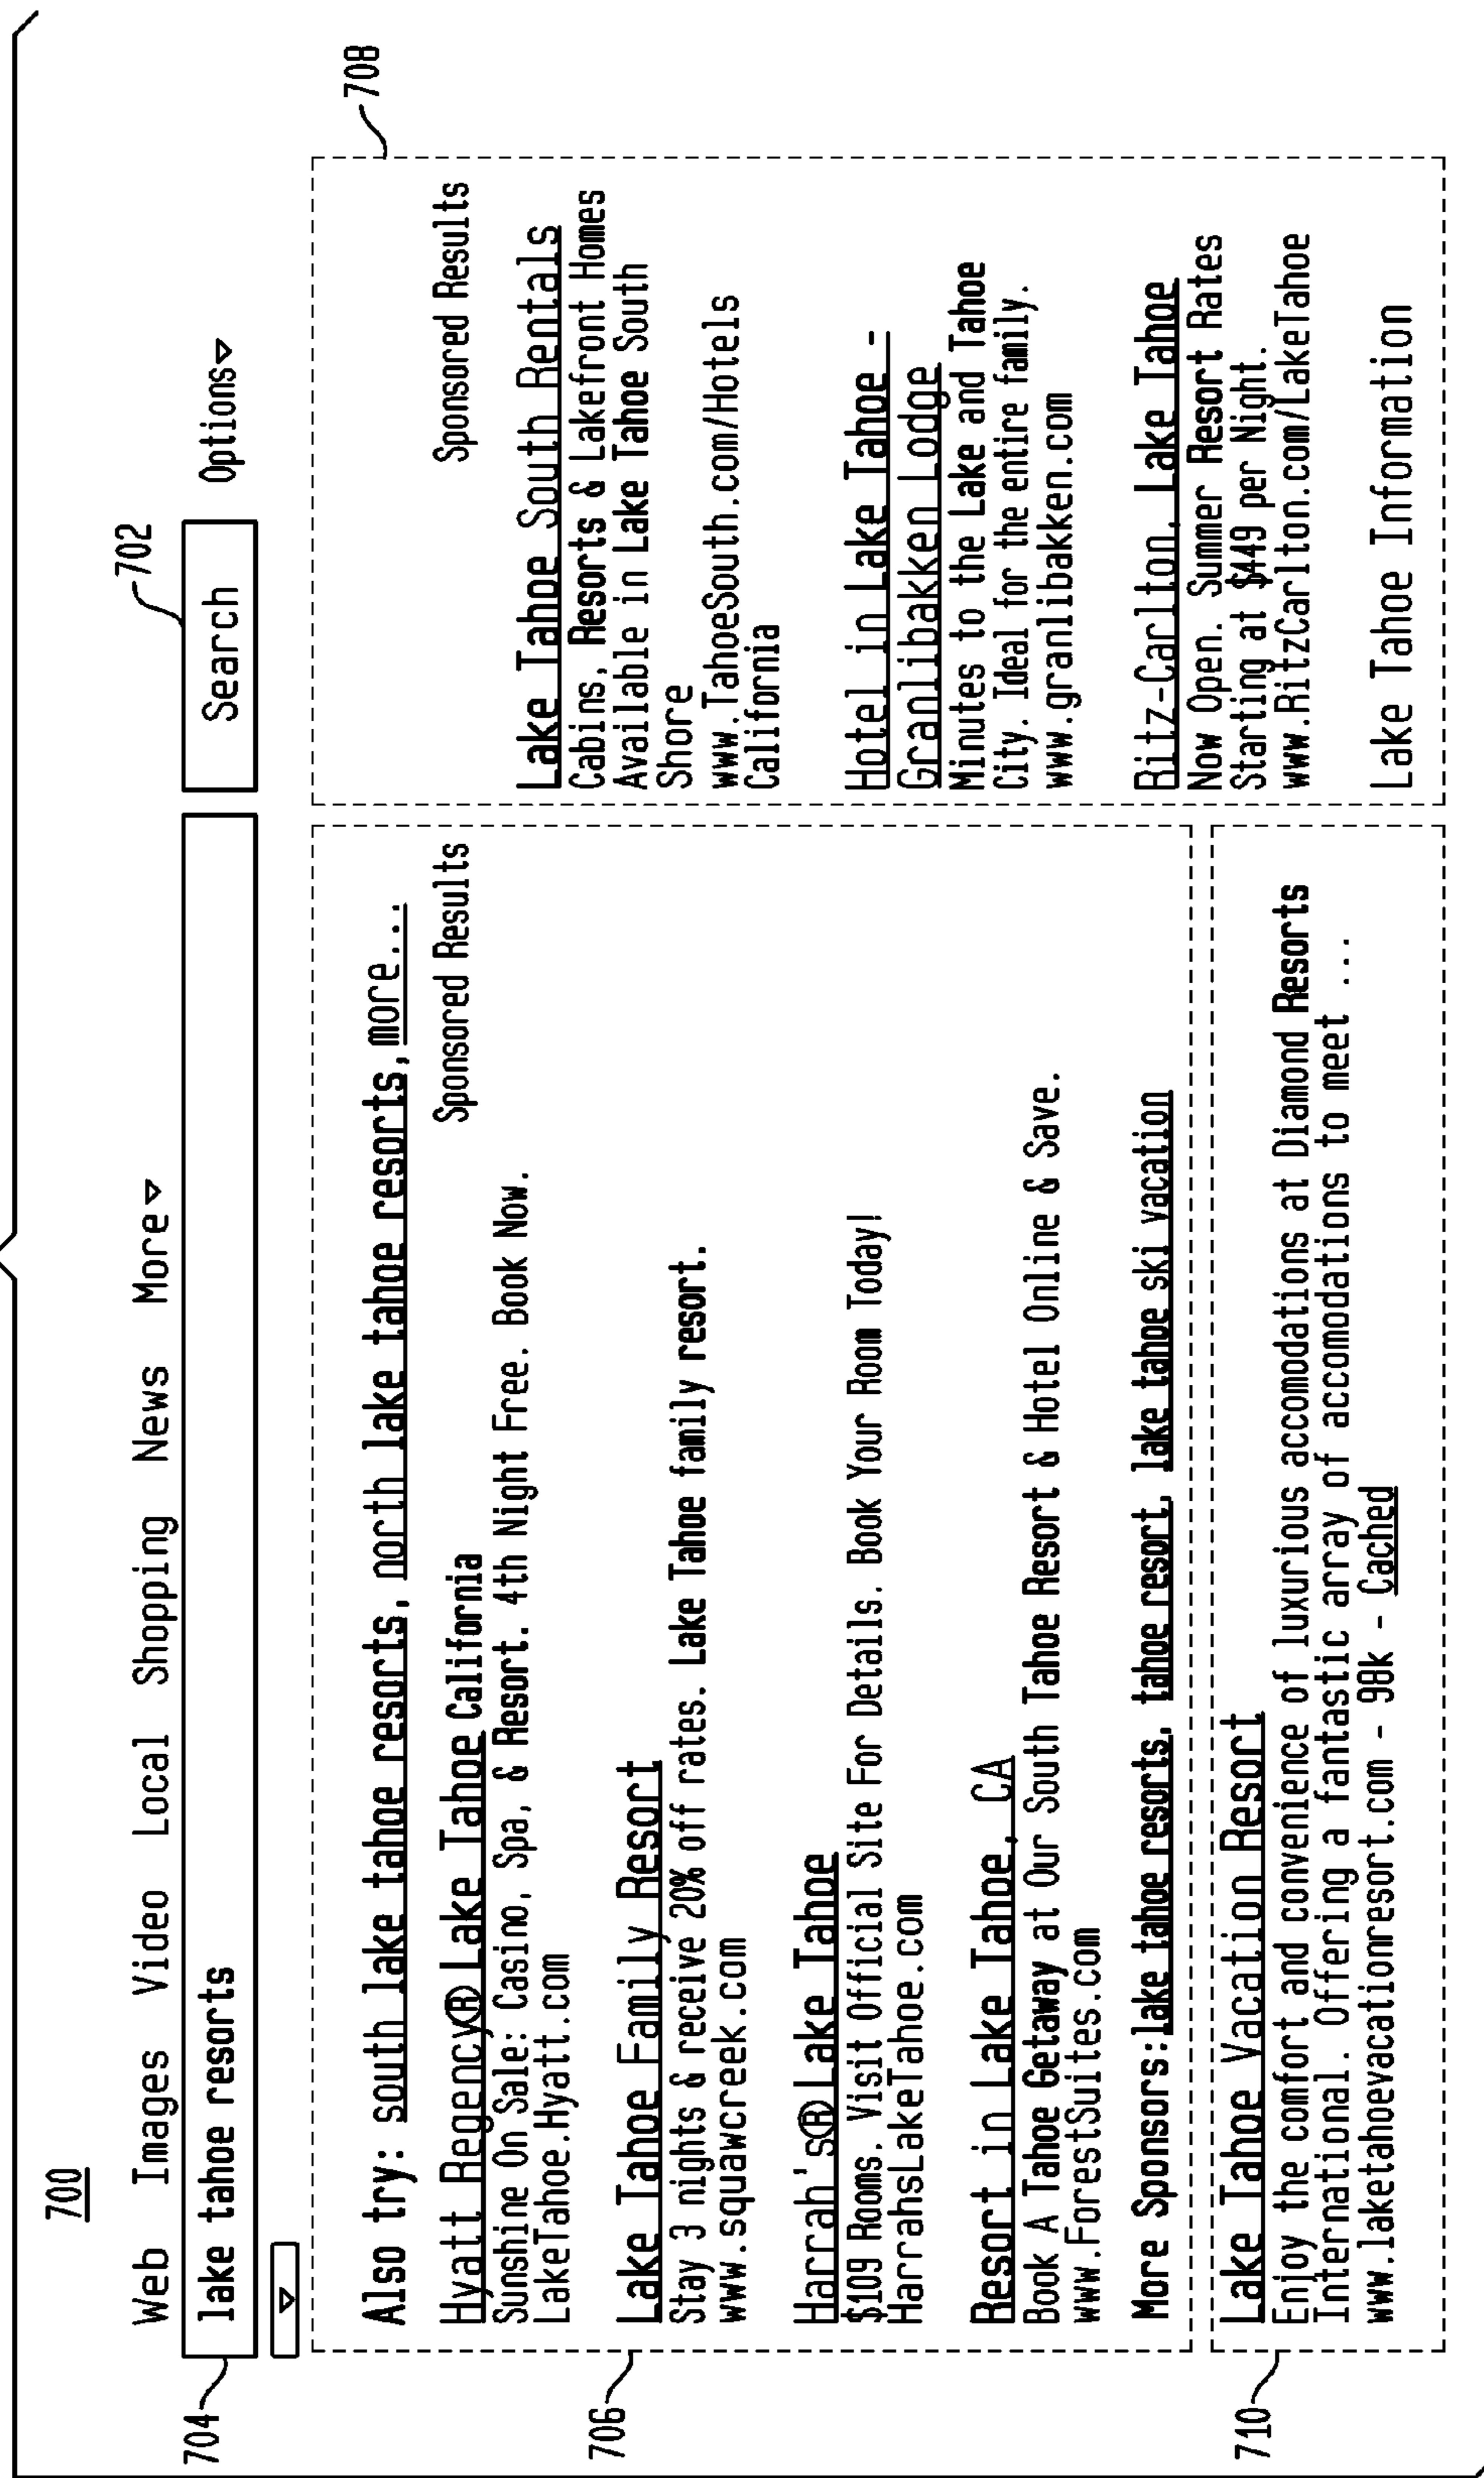 700
Web Images Video Local Shopping News More
702
704
lake tahoe resorts
Search
Options
706
Also try: south lake tahoe resorts, north lake tahoe resorts, more...
Sponsored Results
Hyatt Regency® Lake Tahoe California
Sunshine On Sale: Casino, Spa, & Resort. 4th Night Free. Book Now.
LakeTahoe.Hyatt.com
Lake Tahoe Family Resort
Stay 3 nights & receive 20% off rates. Lake Tahoe family resort.
www.squawcreek.com
Harrah's® Lake Tahoe
$109 Rooms. Visit Official Site For Details. Book Your Room Today!
HarrahsLakeTahoe.com
Resort in Lake Tahoe, CA
Book A Tahoe Getaway at Our South Tahoe Resort & Hotel Online & Save.
www.ForestSuites.com
More Sponsors: lake tahoe resorts, tahoe resort, lake tahoe ski vacation
708
Sponsored Results
Lake Tahoe South Rentals
Cabins, Resorts & Lakefront Homes
Available in Lake Tahoe South
Shore
www.TahoeSouth.com/Hotels
California
Hotel in Lake Tahoe -
Granlibakken Lodge
Minutes to the Lake and Tahoe
City. Ideal for the entire family.
www.granlibakken.com
Ritz-Carlton, Lake Tahoe
Now Open. Summer Resort Rates
Starting at $449 per Night.
www.RitzCarlton.com/LakeTahoe
Lake Tahoe Information
710
Lake Tahoe Vacation Resort
Enjoy the comfort and convenience of luxurious accomodations at Diamond Resorts
International. Offering a fantastic array of accomodations to meet ...
www.laketahoevacationresort.com - 98k - Cached